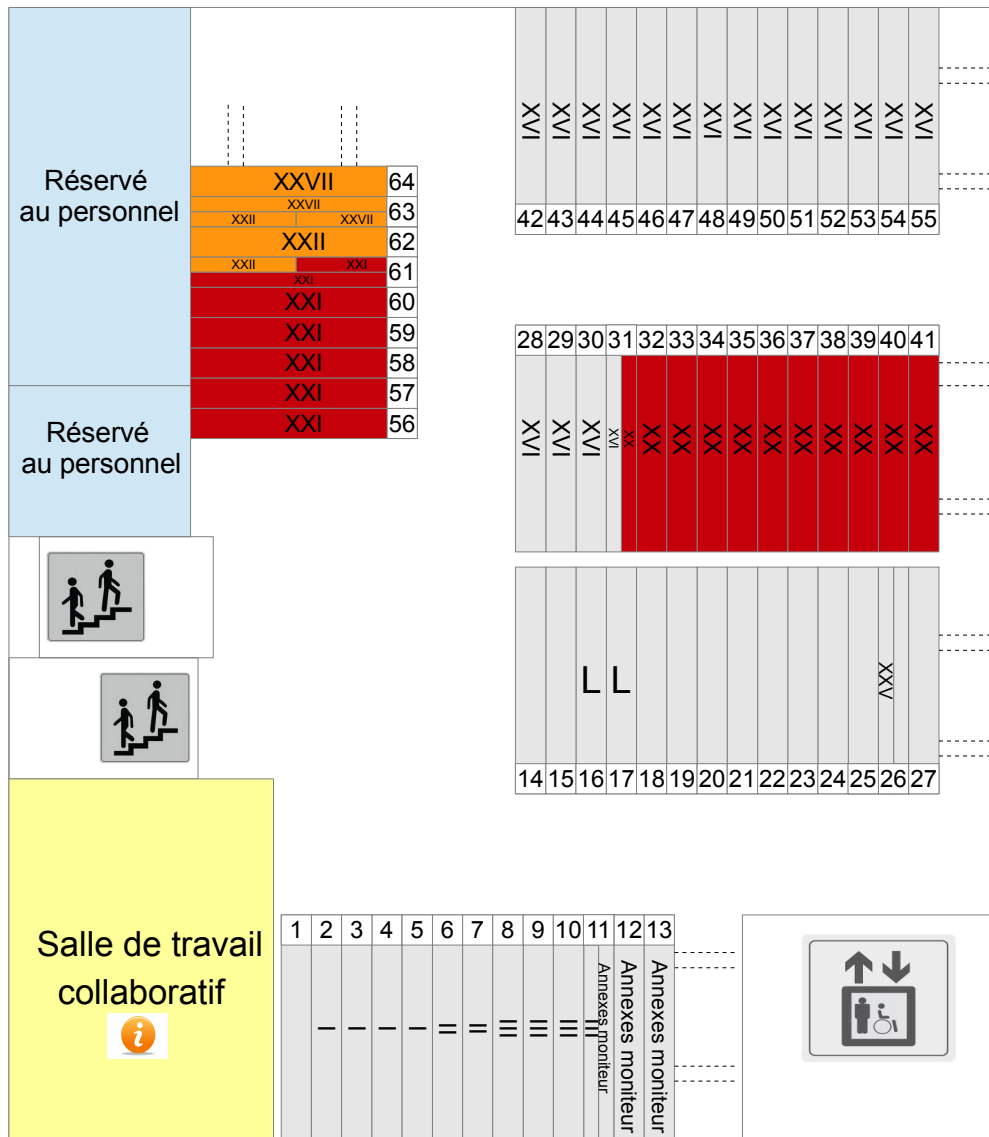 Réservé
au personnel
XXVII 64
XXVII
XXII XXVII 63
XXII 62
XXII XXI 61
XXI
XXI 60
XXI 59
XXI 58
XXI 57
XXI 56
Réservé
au personnel
XVI XVI XVI XVI XVI XVI XVI XVI XVI XVI XVI XVI XVI XVI
42 43 44 45 46 47 48 49 50 51 52 53 54 55
28 29 30 31 32 33 34 35 36 37 38 39 40 41
XVI XVI XVI XVI XX XX XX XX XX XX XX XX XX XX XX
L L XXV
14 15 16 17 18 19 20 21 22 23 24 25 26 27
Salle de travail
collaboratif
i
1 2 3 4 5 6 7 8 9 10 11 12 13
I I I I II II III III III III Annexes moniteur Annexes moniteur Annexes moniteur